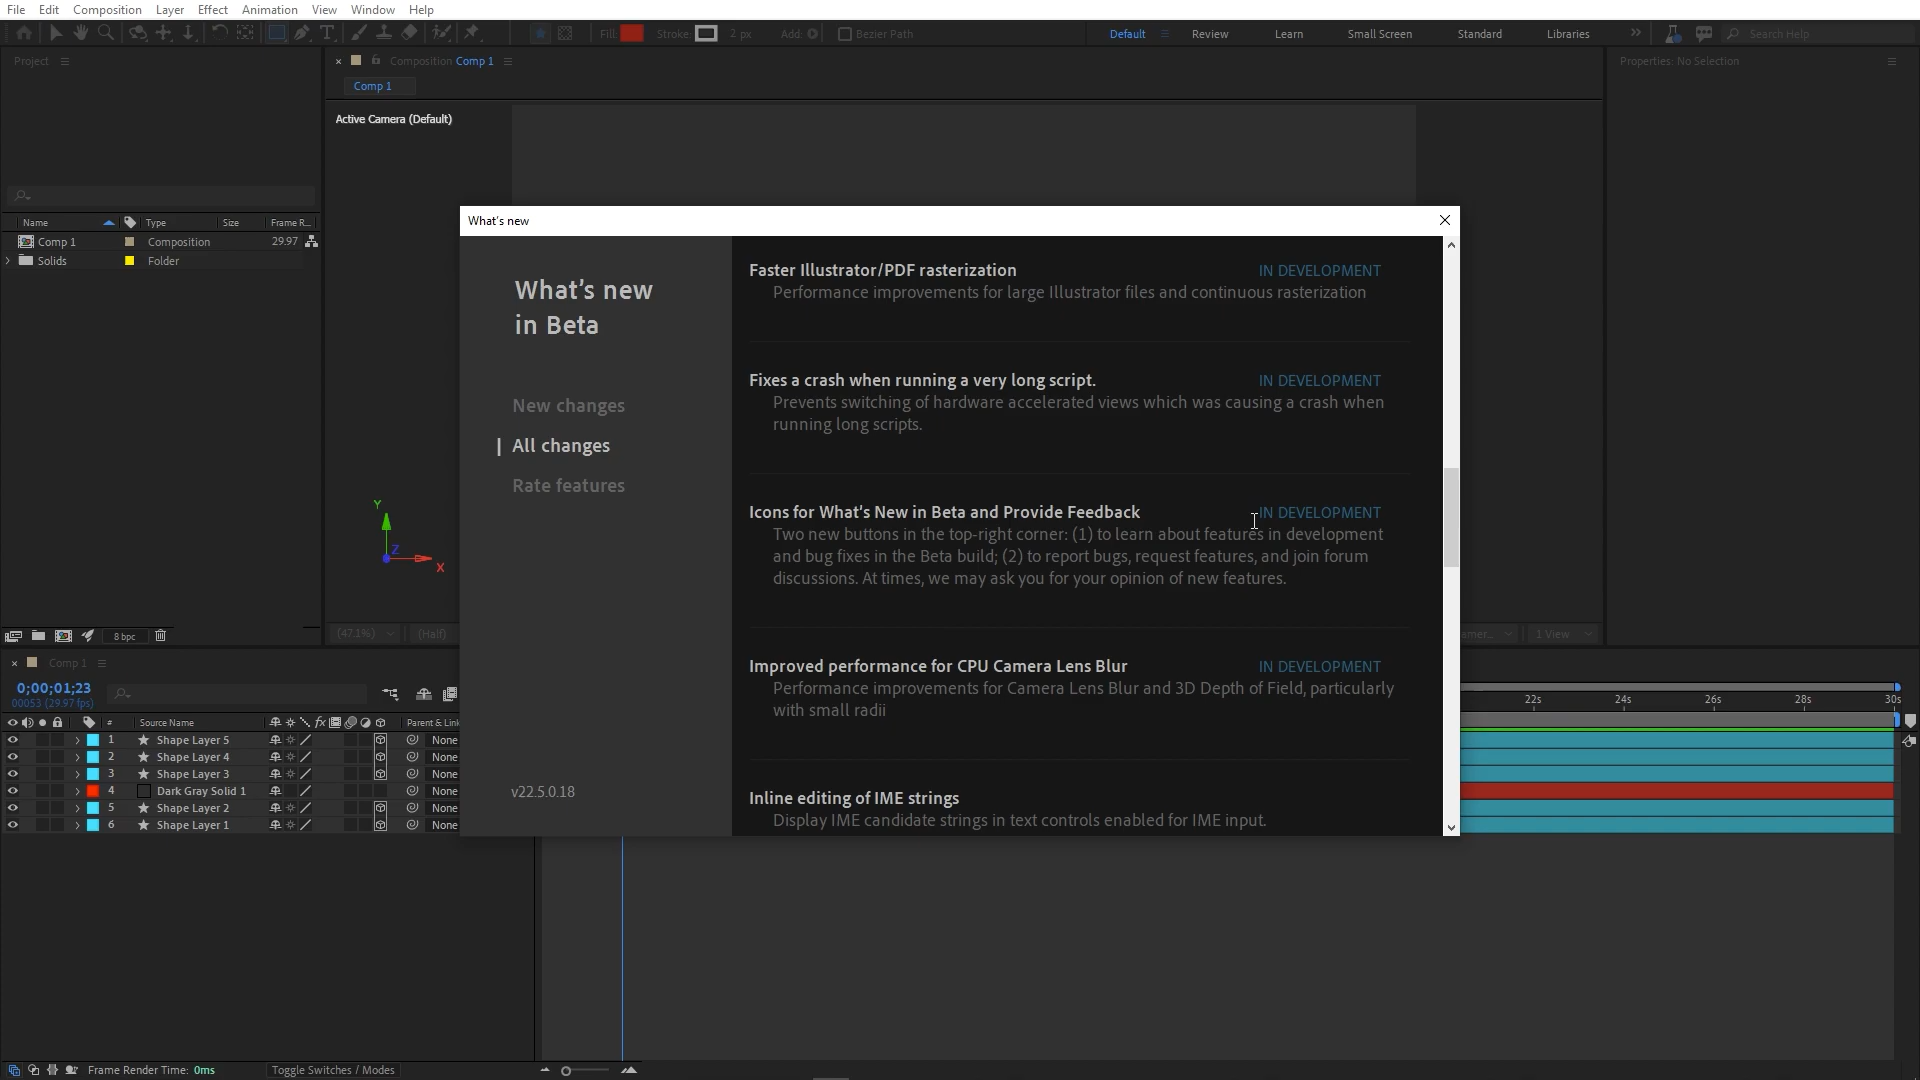 File Edit Composition Layer Effect Animation View Window Help
Fill: Stroke: 2 px Add: Bezier Path Default Review Learn Small Screen Standard Libraries Search Help
Project
Composition Comp 1
Properties: No Selection
Comp 1
Active Camera (Default)
Name Type Size Frame R...
Comp 1 Composition 29.97
Solids Folder
Y
Z
X
8 bpc
(47.1%) (Half)
1 View
What's new
What's new
in Beta
New changes
All changes
Rate features
v22.5.0.18
Faster Illustrator/PDF rasterization IN DEVELOPMENT
Performance improvements for large Illustrator files and continuous rasterization
Fixes a crash when running a very long script. IN DEVELOPMENT
Prevents switching of hardware accelerated views which was causing a crash when
running long scripts.
Icons for What's New in Beta and Provide Feedback IN DEVELOPMENT
Two new buttons in the top-right corner: (1) to learn about features in development
and bug fixes in the Beta build; (2) to report bugs, request features, and join forum
discussions. At times, we may ask you for your opinion of new features.
Improved performance for CPU Camera Lens Blur IN DEVELOPMENT
Performance improvements for Camera Lens Blur and 3D Depth of Field, particularly
with small radii
Inline editing of IME strings
Display IME candidate strings in text controls enabled for IME input.
Comp 1
0;00;01;23
00053 (29.97 fps)
# Source Name fx Parent & Link
22s 24s 26s 28s 30s
1 Shape Layer 5 None
2 Shape Layer 4 None
3 Shape Layer 3 None
4 Dark Gray Solid 1 None
5 Shape Layer 2 None
6 Shape Layer 1 None
Frame Render Time: 0ms Toggle Switches / Modes